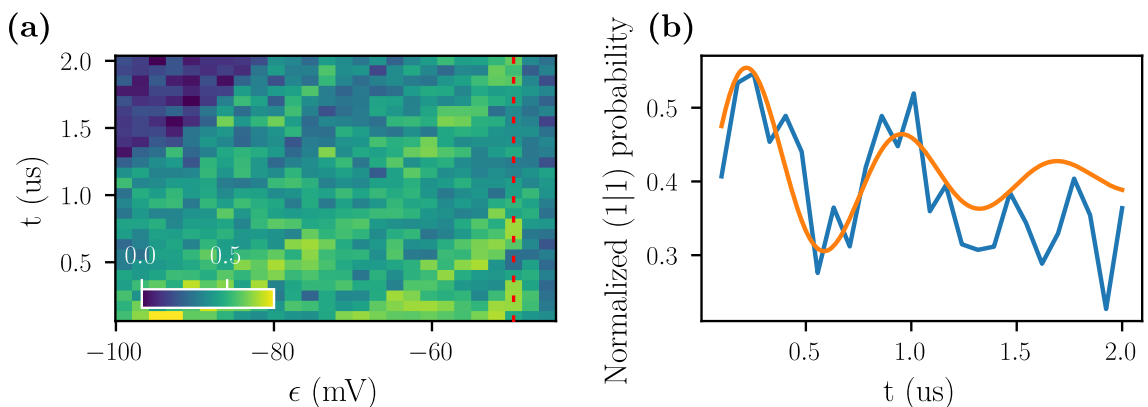 (a)
2.0
1.5
1.0
0.5
t (us)
0.0 0.5
−100 −80 −60
ϵ (mV)
(b)
Normalized (1|1) probability
0.5
0.4
0.3
0.5 1.0 1.5 2.0
t (us)